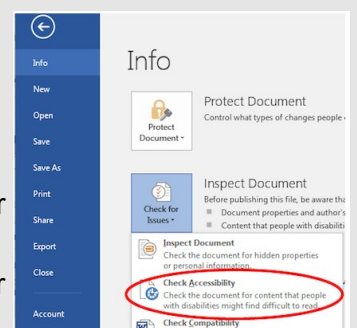 Info
Info
New
Open
Save
Save As
Print
Share
Export
Close
Account
r
r
Protect Document
Control what types of changes people
Protect
Document
Inspect Document
Before publishing this file, be aware tha
Document properties and author's
Content that people with disabiliti
Check for
Issues
Inspect Document
Check the document for hidden properties
or personal information.
Check Accessibility
Check the document for content that people
with disabilities might find difficult to read.
Check Compatibility